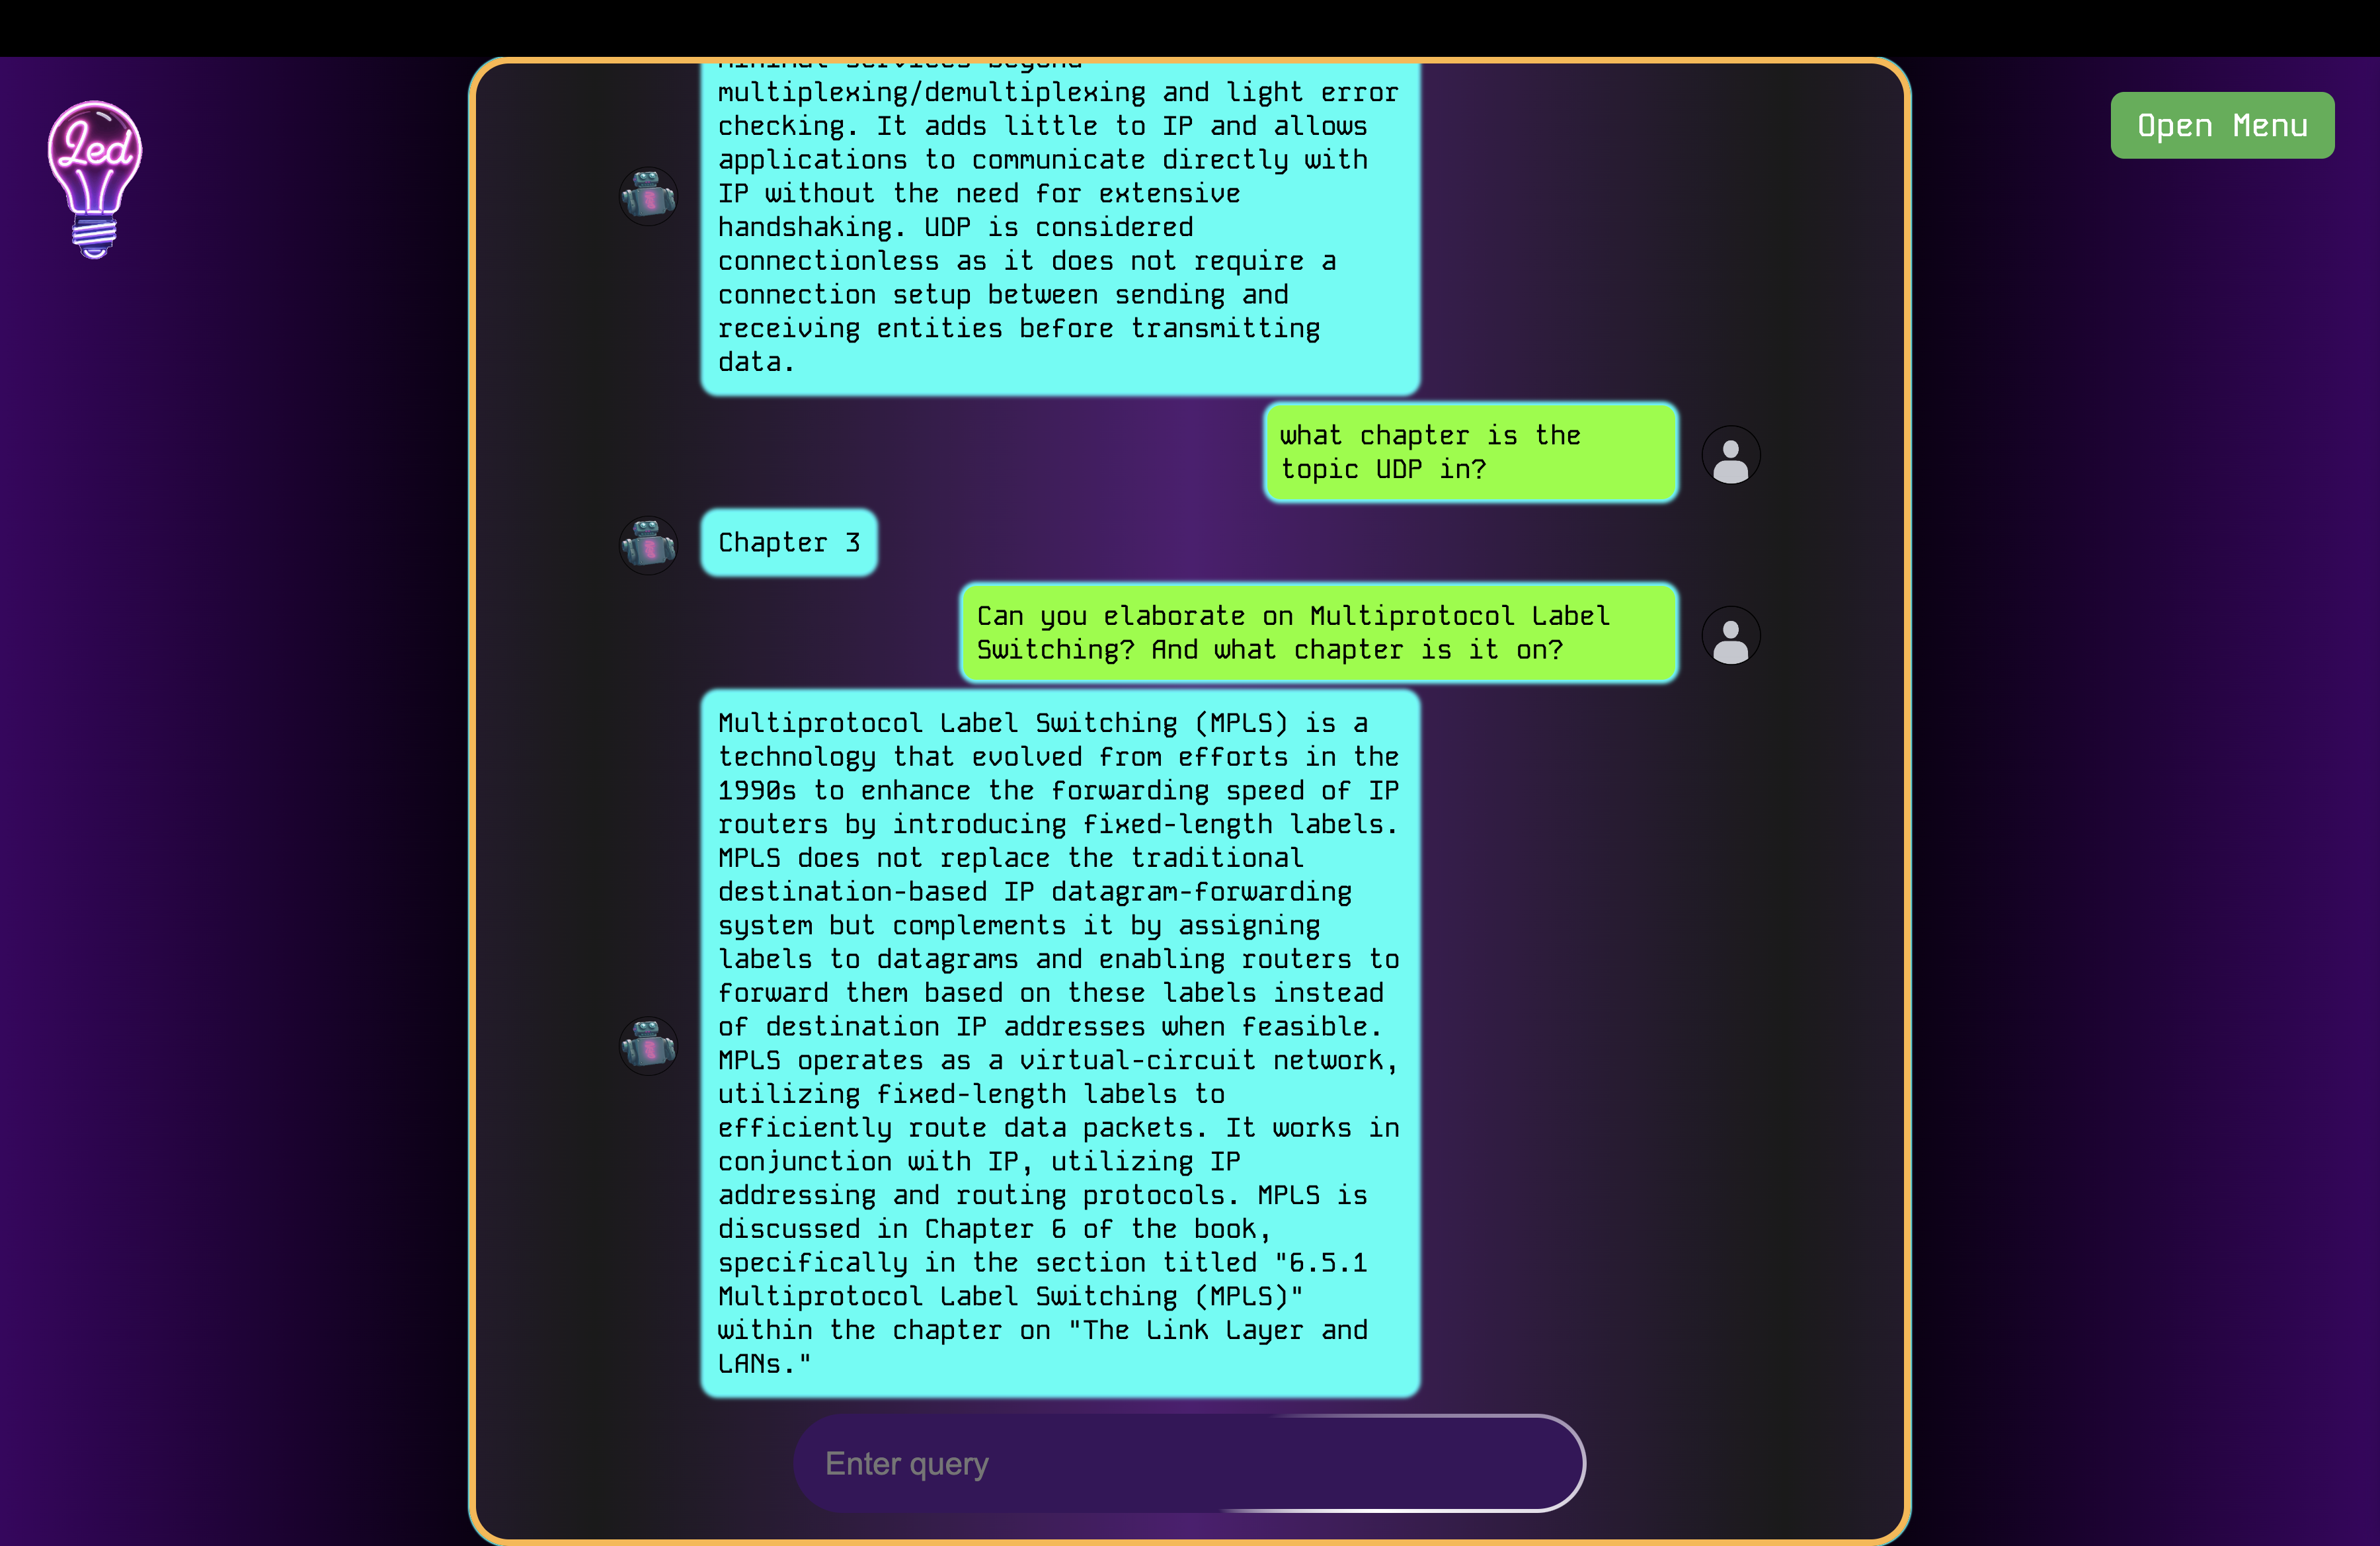 Led
Open Menu
minimal services beyond
multiplexing/demultiplexing and light error
checking. It adds little to IP and allows
applications to communicate directly with
IP without the need for extensive
handshaking. UDP is considered
connectionless as it does not require a
connection setup between sending and
receiving entities before transmitting
data.
what chapter is the
topic UDP in?
Chapter 3
Can you elaborate on Multiprotocol Label
Switching? And what chapter is it on?
Multiprotocol Label Switching (MPLS) is a
technology that evolved from efforts in the
1990s to enhance the forwarding speed of IP
routers by introducing fixed-length labels.
MPLS does not replace the traditional
destination-based IP datagram-forwarding
system but complements it by assigning
labels to datagrams and enabling routers to
forward them based on these labels instead
of destination IP addresses when feasible.
MPLS operates as a virtual-circuit network,
utilizing fixed-length labels to
efficiently route data packets. It works in
conjunction with IP, utilizing IP
addressing and routing protocols. MPLS is
discussed in Chapter 6 of the book,
specifically in the section titled "6.5.1
Multiprotocol Label Switching (MPLS)"
within the chapter on "The Link Layer and
LANs."
Enter query